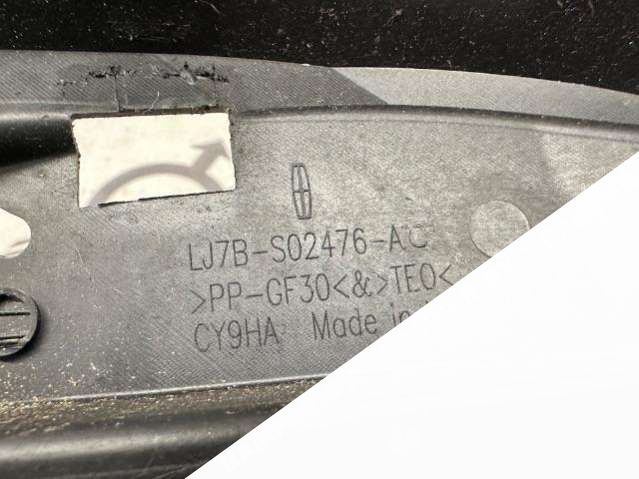 LJ7B-S02476-AC
>PP-GF30<&>TEO<
CY9HA Made in